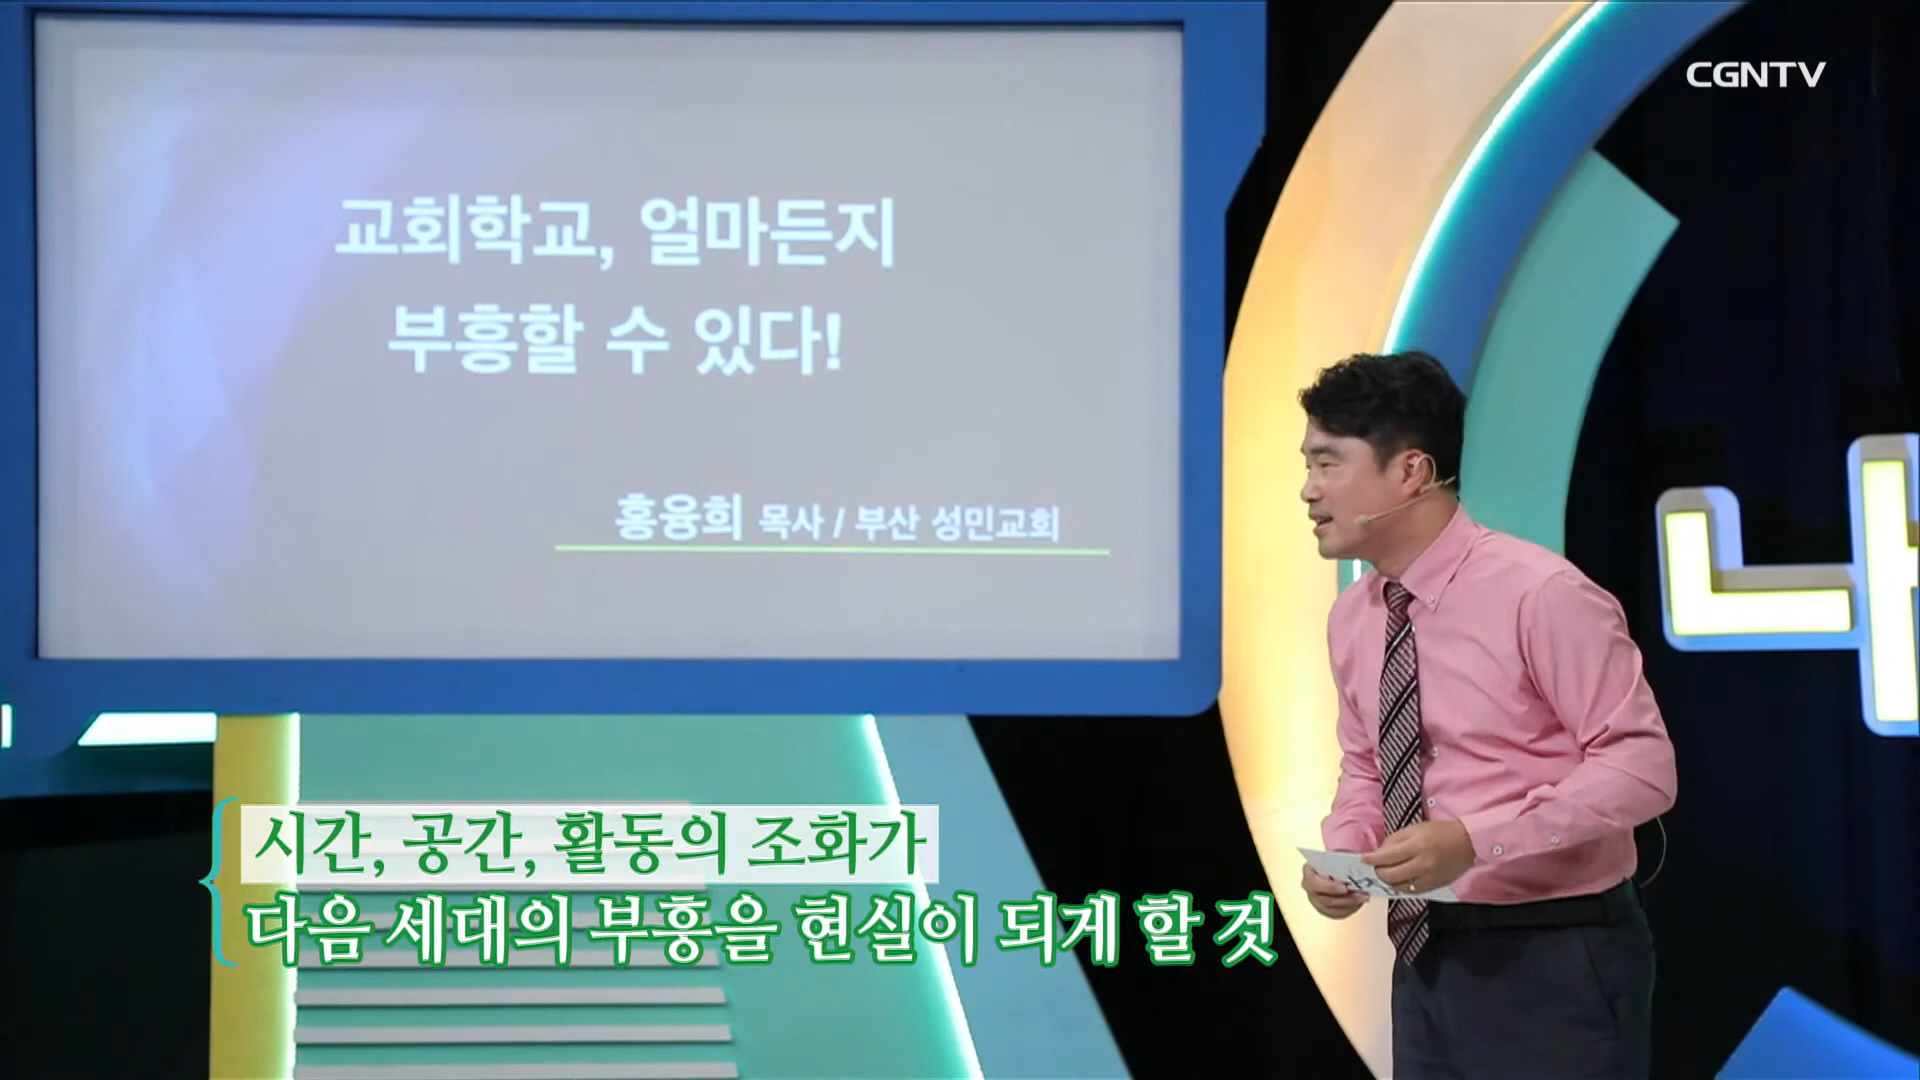 CGNTV
교회학교, 얼마든지
부흥할 수 있다!
홍융희 목사 / 부산 성민교회
나
시간, 공간, 활동의 조화가
다음 세대의 부흥을 현실이 되게 할 것